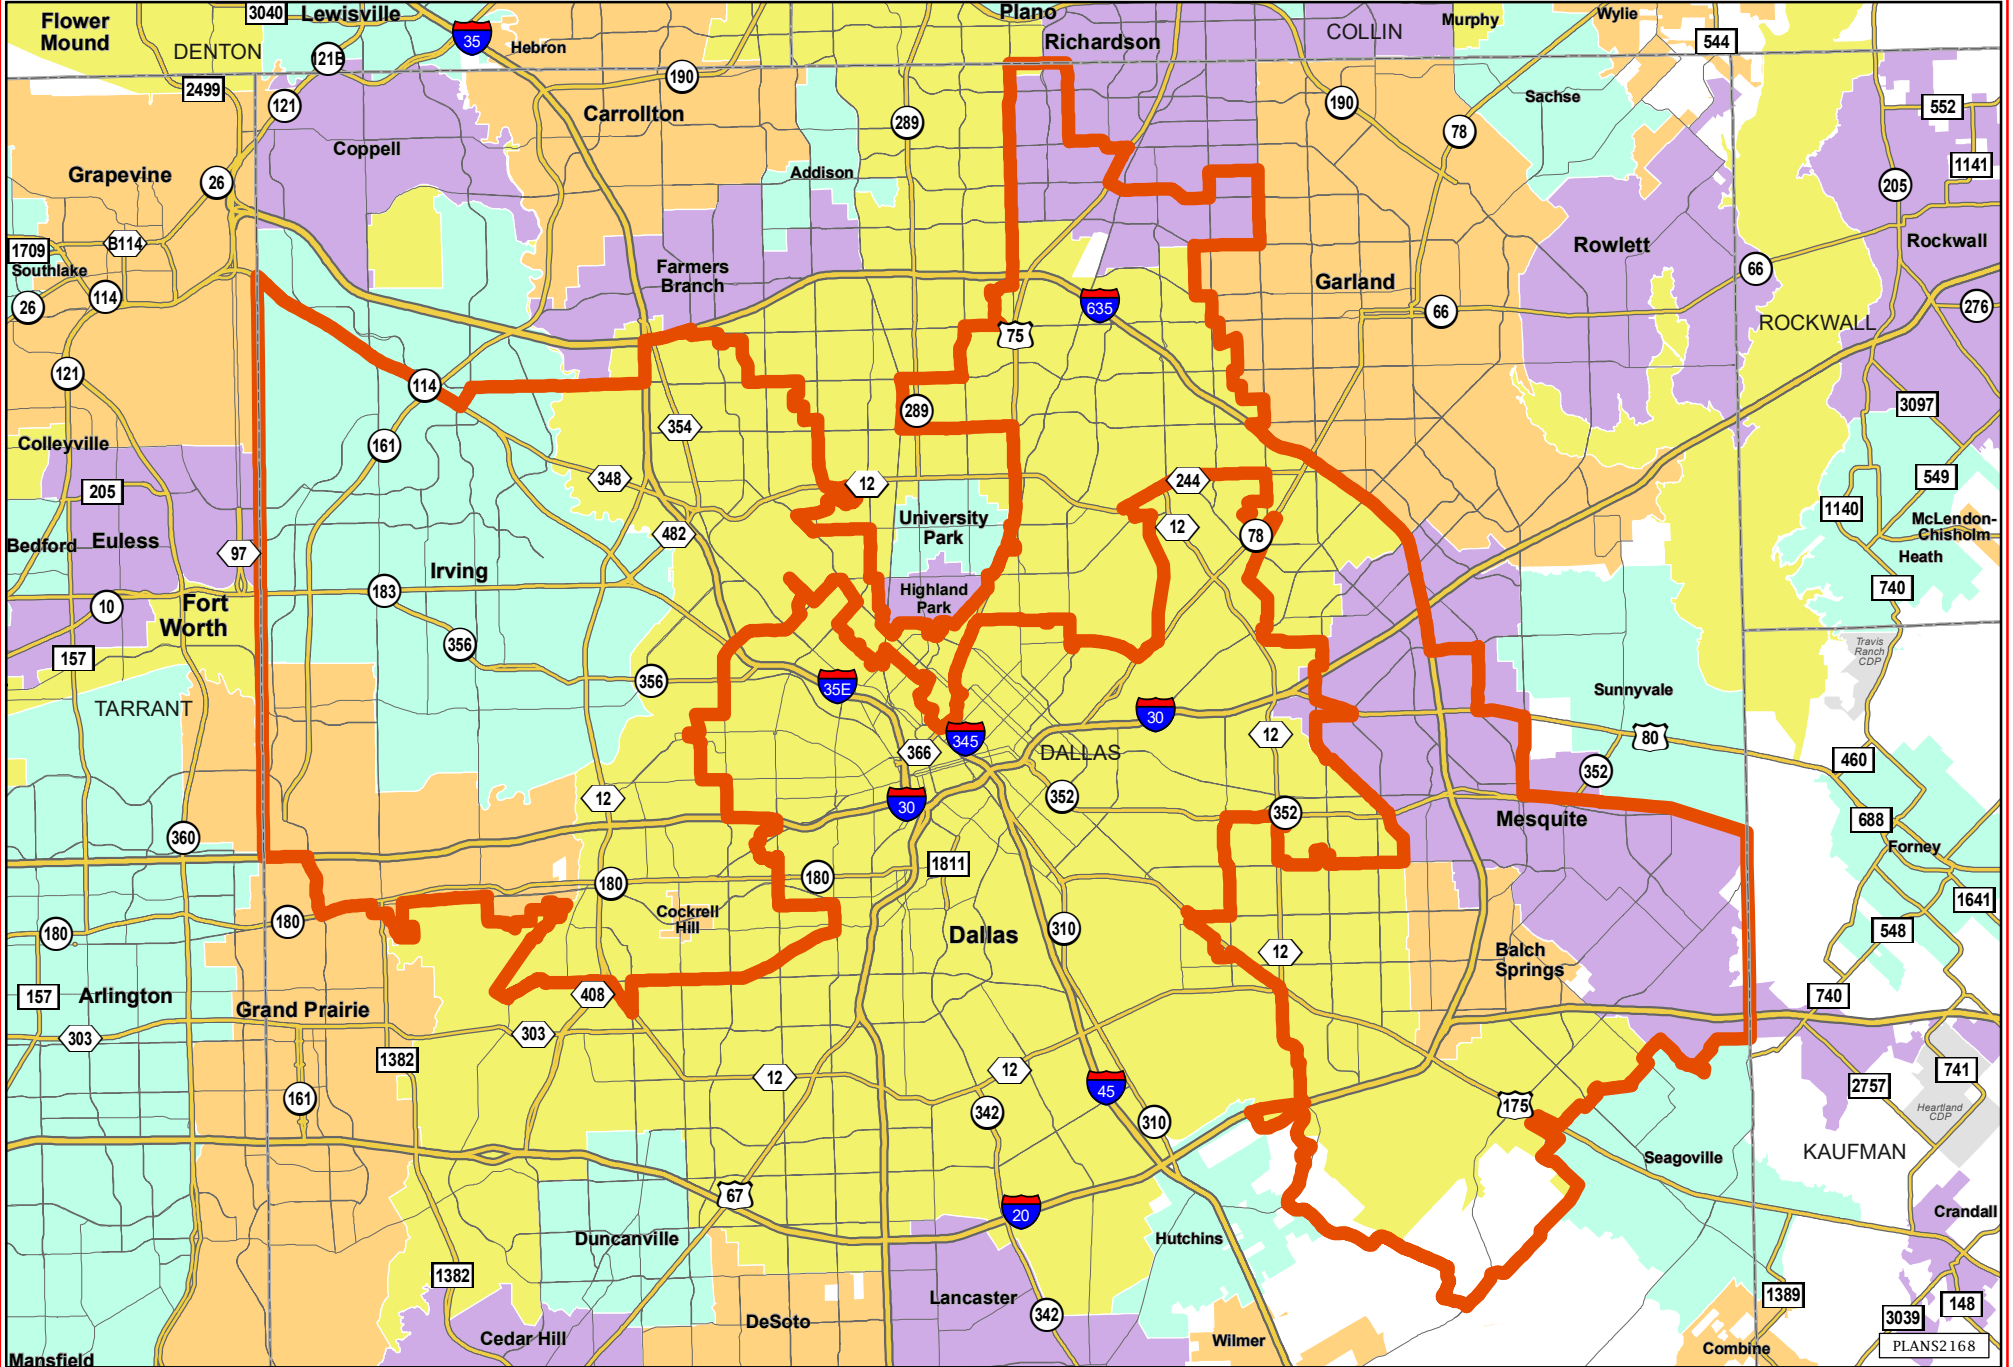 3040
Lewisville
Flower
Mound
DENTON
35
Hebron
121B
2499
121
190
Carrollton
Plano
Richardson
COLLIN
Murphy
Wylie
544
Sachse
190
78
552
1141
205
Coppell
289
Addison
Grapevine
26
1709
B114
Southlake
114
26
Farmers
Branch
Rowlett
Rockwall
66
276
Garland
635
75
66
ROCKWALL
121
114
289
354
161
Colleyville
3097
348
12
244
205
549
1140
McLendon-
Chisholm
Heath
University
Park
12
78
482
Bedford
Euless
97
Irving
183
10
Fort
Worth
Highland
Park
740
157
356
Travis
Ranch
CDP
356
35E
Sunnyvale
TARRANT
30
345
366
DALLAS
12
80
352
460
12
30
352
352
Mesquite
688
Forney
360
1811
180
180
1641
180
180
Cockrell
Hill
Dallas
310
548
12
Balch
Springs
157
Arlington
408
740
Grand Prairie
303
303
1382
12
12
45
741
2757
161
342
310
175
Heartland
CDP
Seagoville
KAUFMAN
67
20
Crandall
Duncanville
Hutchins
1382
Lancaster
342
1389
148
3039
DeSoto
Cedar Hill
Wilmer
Combine
PLANS2168
Mansfield